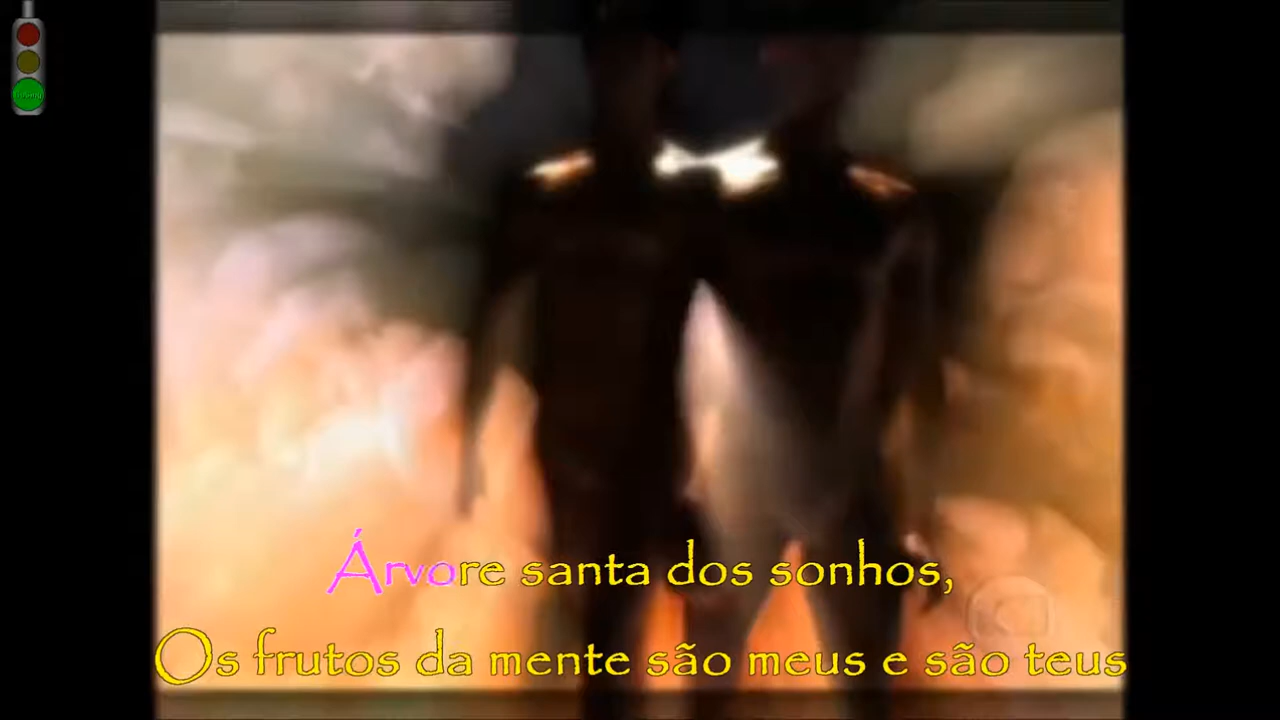 Árvore santa dos sonhos,
Os frutos da mente são meus e são teus